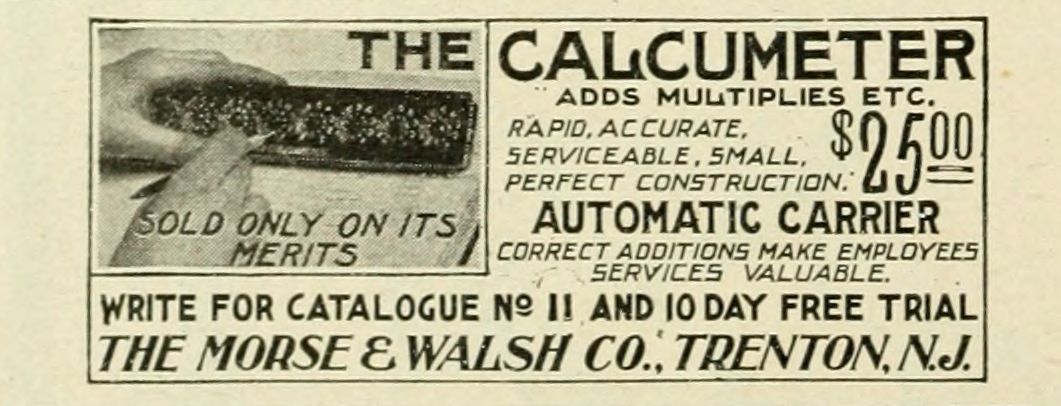 THE CALCUMETER
ADDS MULTIPLIES ETC.
RAPID, ACCURATE,
SERVICEABLE, SMALL,
PERFECT CONSTRUCTION.
$25.00
AUTOMATIC CARRIER
CORRECT ADDITIONS MAKE EMPLOYEES
SERVICES VALUABLE.
SOLD ONLY ON ITS
MERITS
WRITE FOR CATALOGUE Nº 11 AND 10 DAY FREE TRIAL
THE MORSE & WALSH CO., TRENTON, N.J.